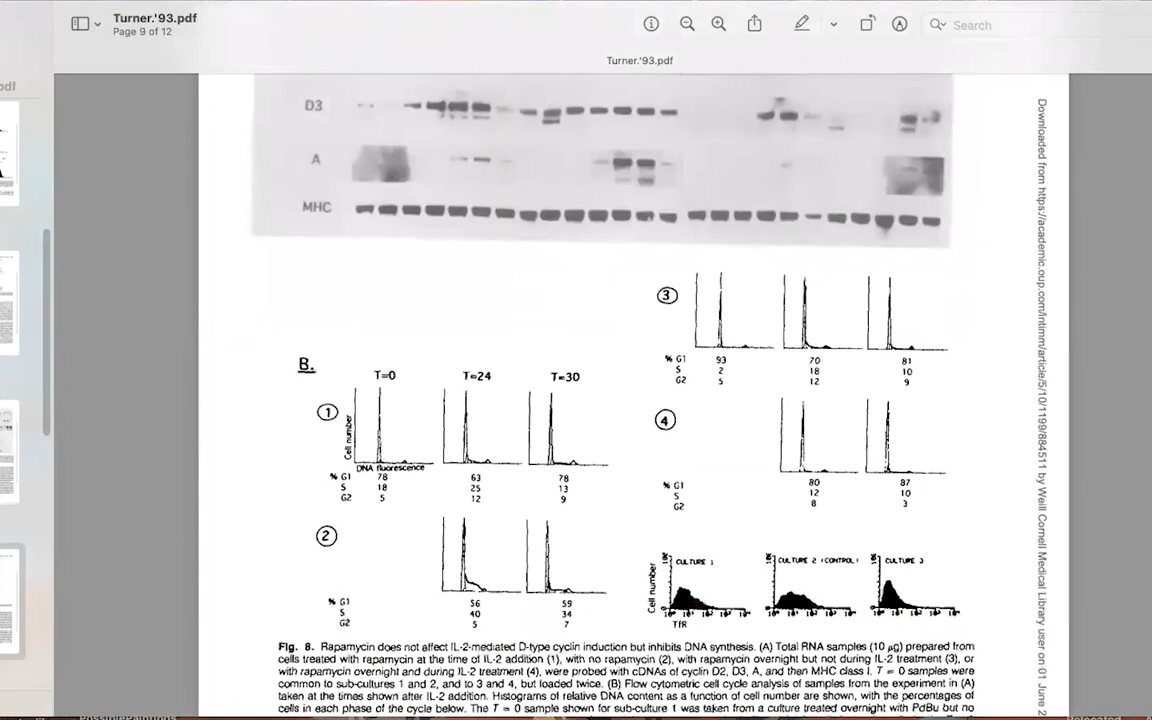 Turner.'93.pdf
Page 9 of 12
Search
Turner.'93.pdf
pdf
D3
A
MHC
3
% G1 93 70 81
S 2 18 10
G2 5 12 9
B.
T=0 T=24 T=30
1
Cell number
DNA fluorescence
% G1 78 63 78
S 18 25 13
G2 5 12 9
4
% G1 80 87
S 12 10
G2 8 3
2
% G1 56 59
S 40 34
G2 5 7
Cell number
CULTURE 1 CULTURE 2 (CONTROL) CULTURE 3
TfR
Fig. 8. Rapamycin does not affect IL-2-mediated D-type cyclin induction but inhibits DNA synthesis. (A) Total RNA samples (10 µg) prepared from
cells treated with rapamycin at the time of IL-2 addition (1), with no rapamycin (2), with rapamycin overnight but not during IL-2 treatment (3), or
with rapamycin overnight and during IL-2 treatment (4), were probed with cDNAs of cyclin D2, D3, A, and then MHC class I. T = 0 samples were
common to sub-cultures 1 and 2, and to 3 and 4, but loaded twice. (B) Flow cytometric cell cycle analysis of samples from the experiment in (A)
taken at the times shown after IL-2 addition. Histograms of relative DNA content as a function of cell number are shown, with the percentages of
cells in each phase of the cycle below. The T = 0 sample shown for sub-culture 1 was taken from a culture treated overnight with PdBu but no
Downloaded from https://academic.oup.com/intimm/article/5/10/1199/884511 by Weill Cornell Medical Library user on 01 June 2